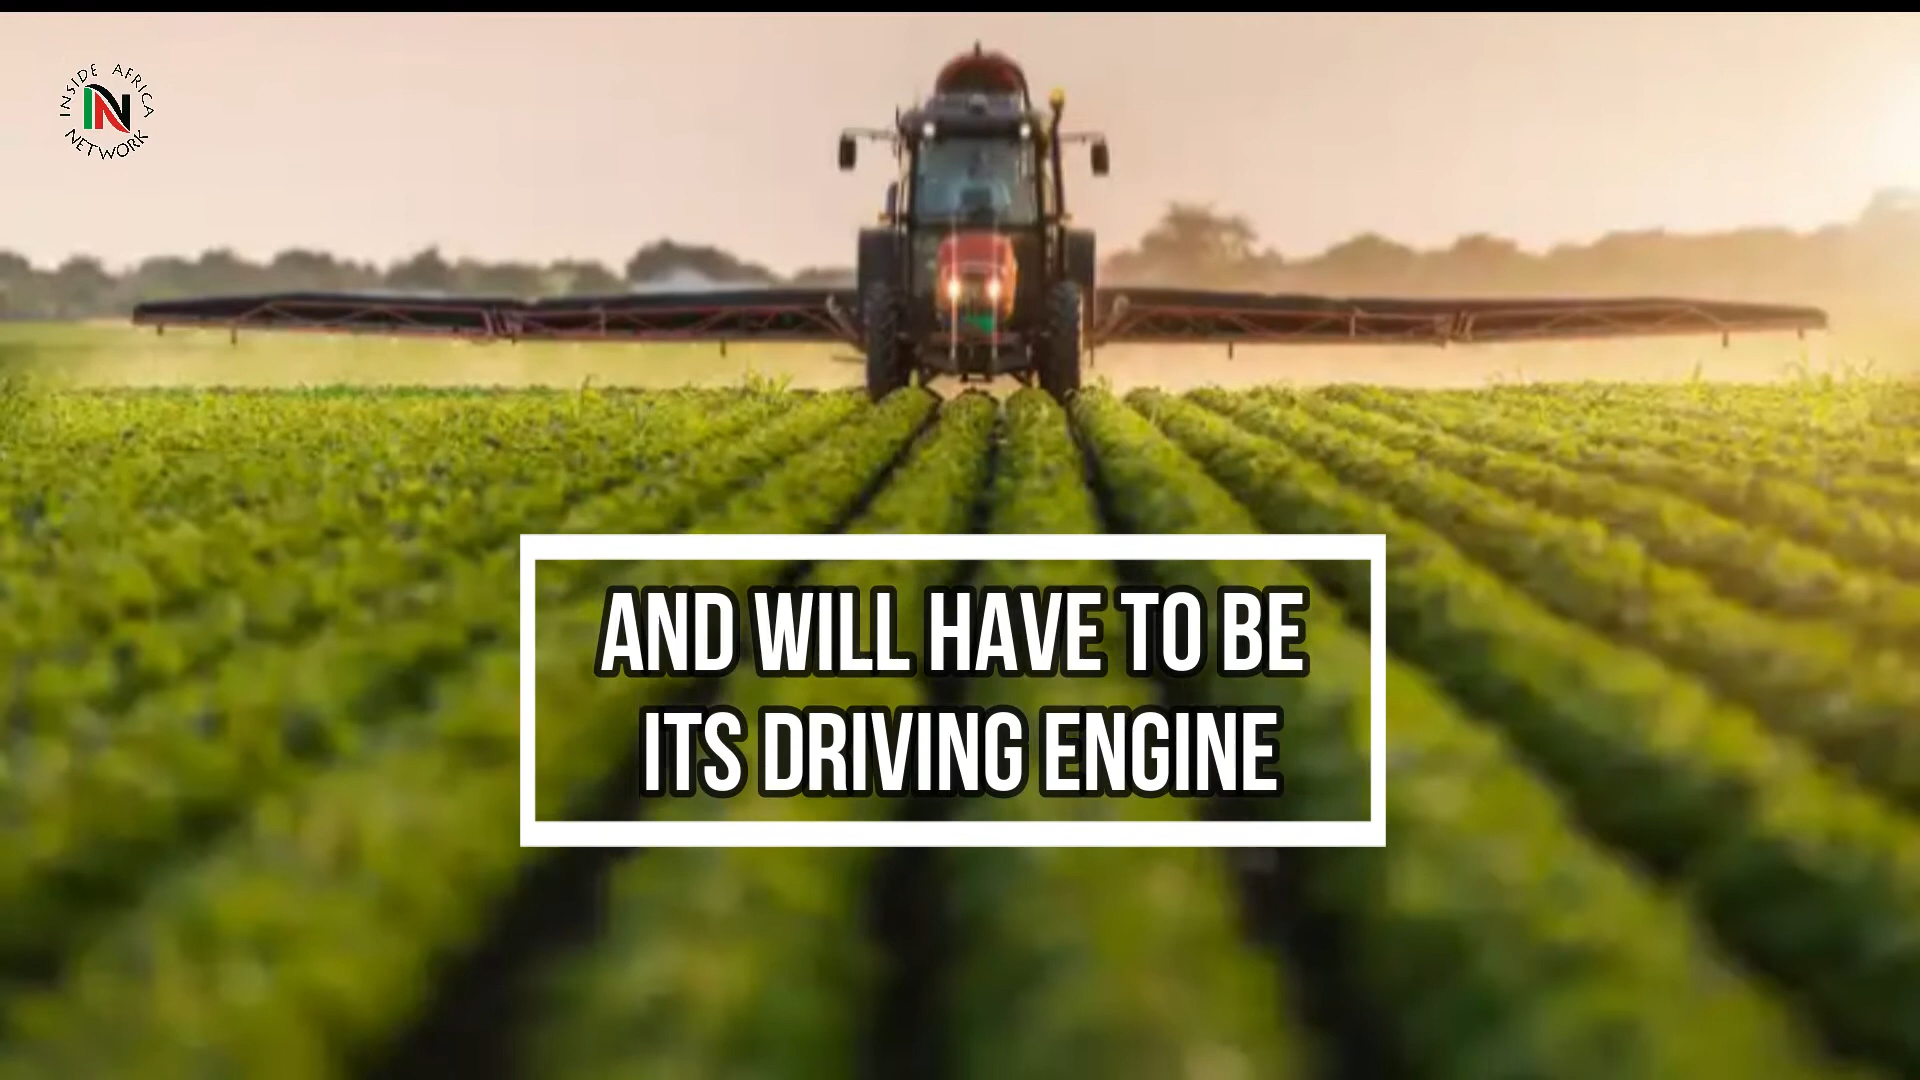 INSIDE AFRICA
IN
NETWORK
AND WILL HAVE TO BE
ITS DRIVING ENGINE